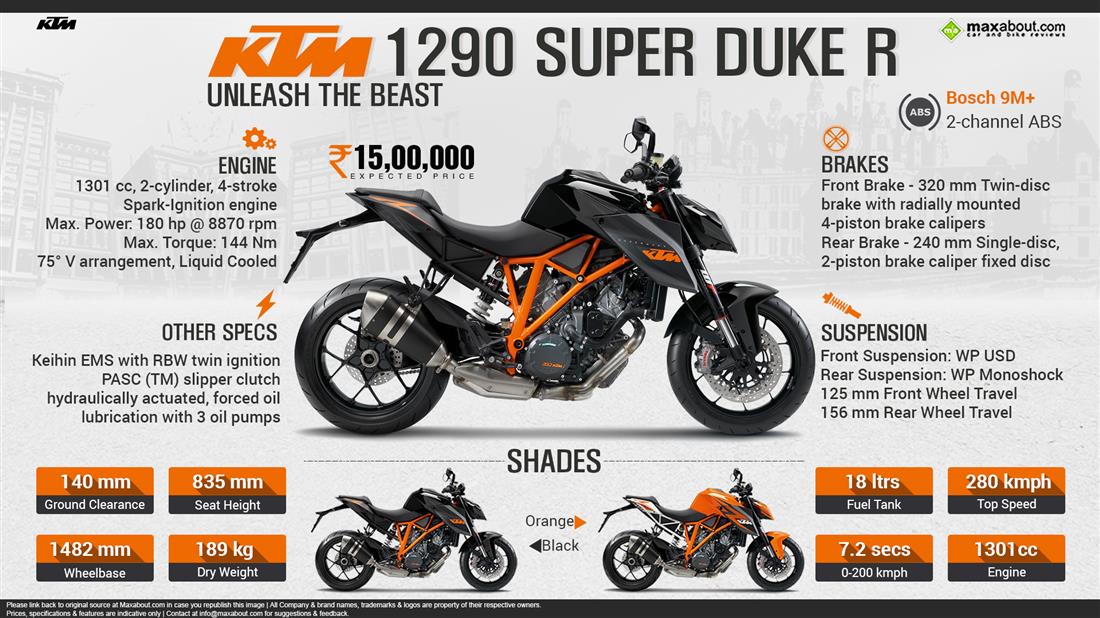 KTM
maxabout.com
car and bike reviews
KTM 1290 SUPER DUKE R
UNLEASH THE BEAST
ABS
Bosch 9M+
2-channel ABS
₹15,00,000
EXPECTED PRICE
ENGINE
1301 cc, 2-cylinder, 4-stroke
Spark-Ignition engine
Max. Power: 180 hp @ 8870 rpm
Max. Torque: 144 Nm
75° V arrangement, Liquid Cooled
BRAKES
Front Brake - 320 mm Twin-disc
brake with radially mounted
4-piston brake calipers
Rear Brake - 240 mm Single-disc,
2-piston brake caliper fixed disc
KTM
OTHER SPECS
Keihin EMS with RBW twin ignition
PASC (TM) slipper clutch
hydraulically actuated, forced oil
lubrication with 3 oil pumps
SUSPENSION
Front Suspension: WP USD
Rear Suspension: WP Monoshock
125 mm Front Wheel Travel
156 mm Rear Wheel Travel
SHADES
140 mm
Ground Clearance
835 mm
Seat Height
1482 mm
Wheelbase
189 kg
Dry Weight
Orange
Black
18 ltrs
Fuel Tank
280 kmph
Top Speed
7.2 secs
0-200 kmph
1301cc
Engine
Please link back to original source at Maxabout.com in case you republish this image | All Company & brand names, trademarks & logos are property of their respective owners.
Prices, specifications & features are indicative only | Contact at info@maxabout.com for suggestions & feedback.